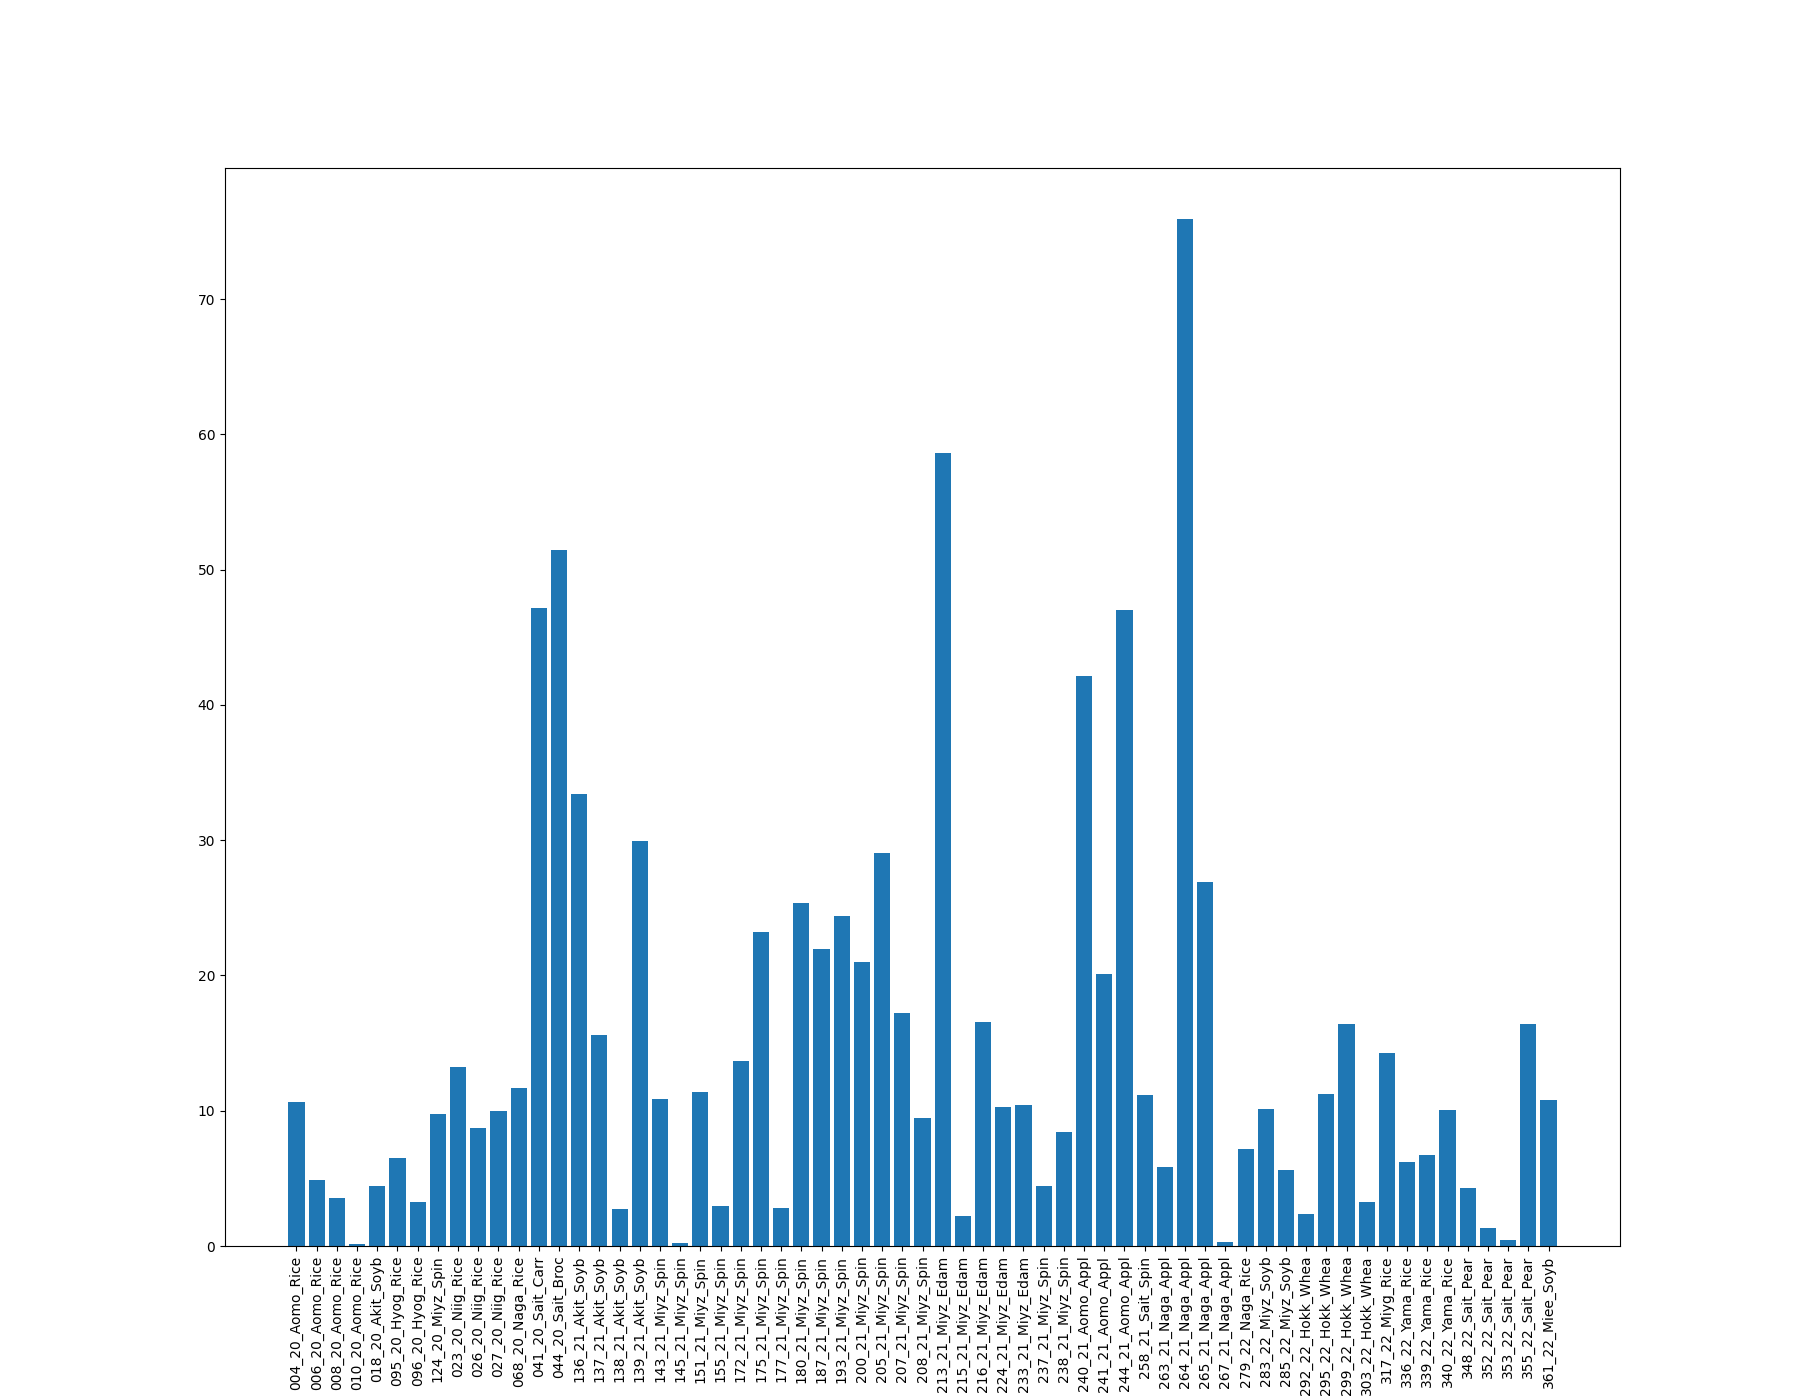 70
60
50
40
30
20
10
0
004_20_Aomo_Rice
006_20_Aomo_Rice
008_20_Aomo_Rice
010_20_Aomo_Rice
018_20_Akit_Soyb
095_20_Hyog_Rice
096_20_Hyog_Rice
124_20_Miyz_Spin
023_20_Niig_Rice
026_20_Niig_Rice
027_20_Niig_Rice
068_20_Naga_Rice
041_20_Sait_Carr
044_20_Sait_Broc
136_21_Akit_Soyb
137_21_Akit_Soyb
138_21_Akit_Soyb
139_21_Akit_Soyb
143_21_Miyz_Spin
145_21_Miyz_Spin
151_21_Miyz_Spin
155_21_Miyz_Spin
172_21_Miyz_Spin
175_21_Miyz_Spin
177_21_Miyz_Spin
180_21_Miyz_Spin
187_21_Miyz_Spin
193_21_Miyz_Spin
200_21_Miyz_Spin
205_21_Miyz_Spin
207_21_Miyz_Spin
208_21_Miyz_Spin
213_21_Miyz_Edam
215_21_Miyz_Edam
216_21_Miyz_Edam
224_21_Miyz_Edam
233_21_Miyz_Edam
237_21_Miyz_Spin
238_21_Miyz_Spin
240_21_Aomo_Appl
241_21_Aomo_Appl
244_21_Aomo_Appl
258_21_Sait_Spin
263_21_Naga_Appl
264_21_Naga_Appl
265_21_Naga_Appl
267_21_Naga_Appl
279_22_Naga_Rice
283_22_Miyz_Soyb
285_22_Miyz_Soyb
292_22_Hokk_Whea
295_22_Hokk_Whea
299_22_Hokk_Whea
303_22_Hokk_Whea
317_22_Miyg_Rice
336_22_Yama_Rice
339_22_Yama_Rice
340_22_Yama_Rice
348_22_Sait_Pear
352_22_Sait_Pear
353_22_Sait_Pear
355_22_Sait_Pear
361_22_Miee_Soyb